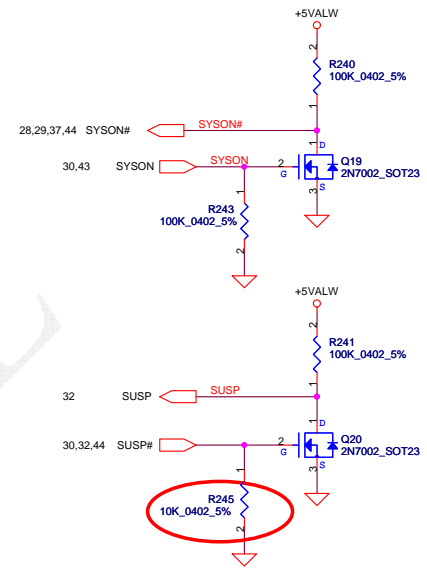 +5VALW
2
R240
100K_0402_5%
1
28,29,37,44 SYSON# SYSON#
1
D
30,43 SYSON SYSON 2 G
Q19
2N7002_SOT23
S
3
1
R243
100K_0402_5%
2
+5VALW
2
R241
100K_0402_5%
1
32 SUSP SUSP
1
D
30,32,44 SUSP# 2 G
Q20
2N7002_SOT23
S
3
1
R245
10K_0402_5%
2